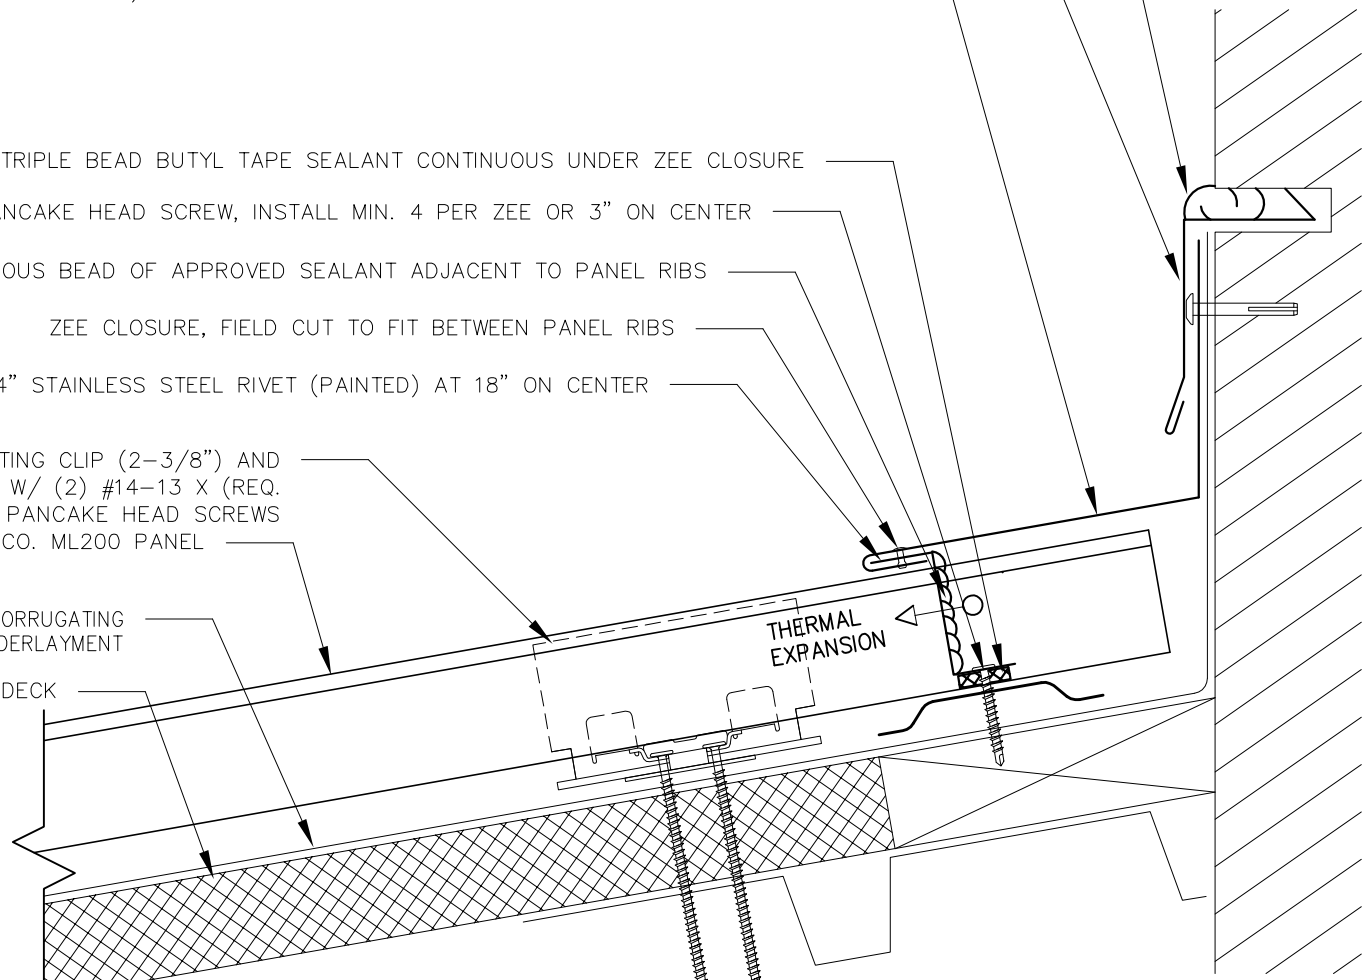 TRIPLE BEAD BUTYL TAPE SEALANT CONTINUOUS UNDER ZEE CLOSURE
ANCAKE HEAD SCREW, INSTALL MIN. 4 PER ZEE OR 3" ON CENTER
OUS BEAD OF APPROVED SEALANT ADJACENT TO PANEL RIBS
ZEE CLOSURE, FIELD CUT TO FIT BETWEEN PANEL RIBS
4" STAINLESS STEEL RIVET (PAINTED) AT 18" ON CENTER
TING CLIP (2-3/8") AND
W/ (2) #14-13 X (REQ.
PANCAKE HEAD SCREWS
CO. ML200 PANEL
ORRUGATING
DERLAYMENT
DECK
THERMAL
EXPANSION